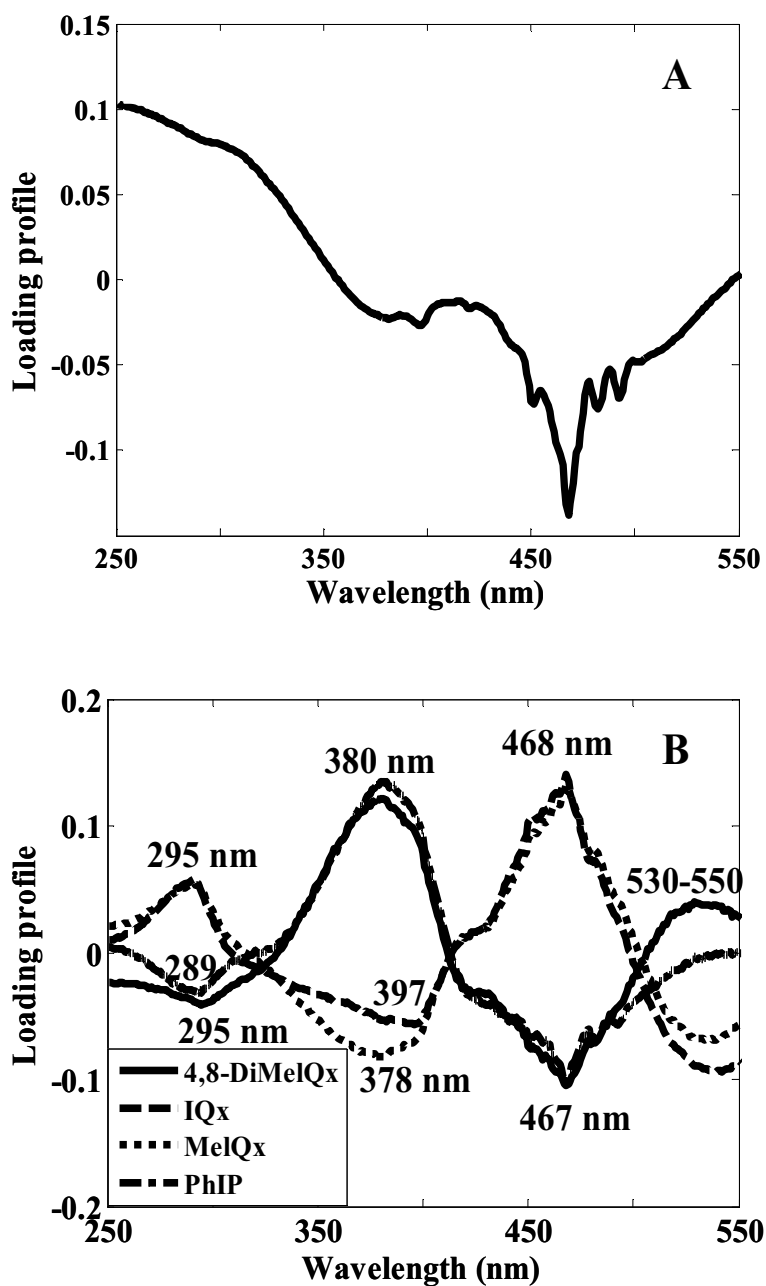 0.15
A
0.1
0.05
0
-0.05
-0.1
Loading profile
250
350
450
550
Wavelength (nm)
0.2
B
380 nm
468 nm
0.1
295 nm
530-550
0
289
397
295 nm
378 nm
467 nm
-0.1
-0.2
Loading profile
4,8-DiMelQx
IQx
MelQx
PhIP
250
350
450
550
Wavelength (nm)